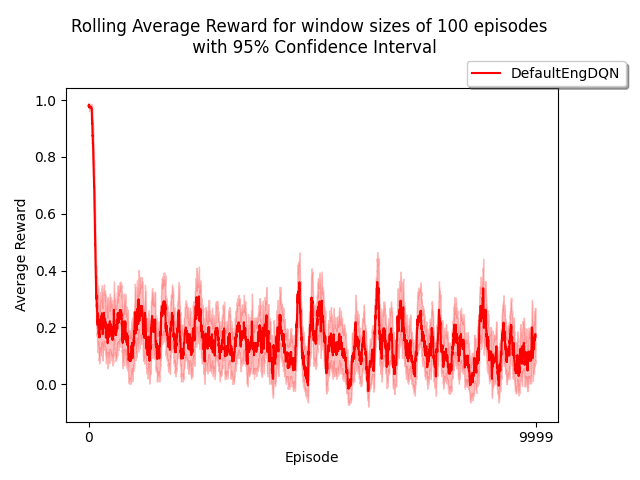 Rolling Average Reward for window sizes of 100 episodes
with 95% Confidence Interval
DefaultEngDQN
1.0
0.8
0.6
0.4
0.2
0.0
Average Reward
0
9999
Episode